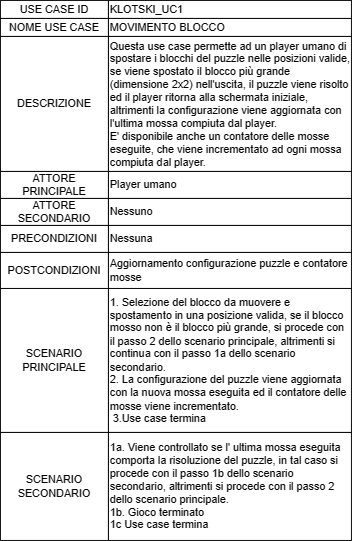 USE CASE ID KLOTSKI_UC1
NOME USE CASE MOVIMENTO BLOCCO
DESCRIZIONE
Questa use case permette ad un player umano di
spostare i blocchi del puzzle nelle posizioni valide,
se viene spostato il blocco più grande
(dimensione 2x2) nell'uscita, il puzzle viene risolto
ed il player ritorna alla schermata iniziale,
altrimenti la configurazione viene aggiornata con
l'ultima mossa compiuta dal player.
E' disponibile anche un contatore delle mosse
eseguite, che viene incrementato ad ogni mossa
compiuta dal player.
ATTORE
PRINCIPALE
Player umano
ATTORE
SECONDARIO
Nessuno
PRECONDIZIONI Nessuna
POSTCONDIZIONI
Aggiornamento configurazione puzzle e contatore
mosse
SCENARIO
PRINCIPALE
1. Selezione del blocco da muovere e
spostamento in una posizione valida, se il blocco
mosso non è il blocco più grande, si procede con
il passo 2 dello scenario principale, altrimenti si
continua con il passo 1a dello scenario
secondario.
2. La configurazione del puzzle viene aggiornata
con la nuova mossa eseguita ed il contatore delle
mosse viene incrementato.
3.Use case termina
SCENARIO
SECONDARIO
1a. Viene controllato se l' ultima mossa eseguita
comporta la risoluzione del puzzle, in tal caso si
procede con il passo 1b dello scenario
secondario, altrimenti si procede con il passo 2
dello scenario principale.
1b. Gioco terminato
1c Use case termina